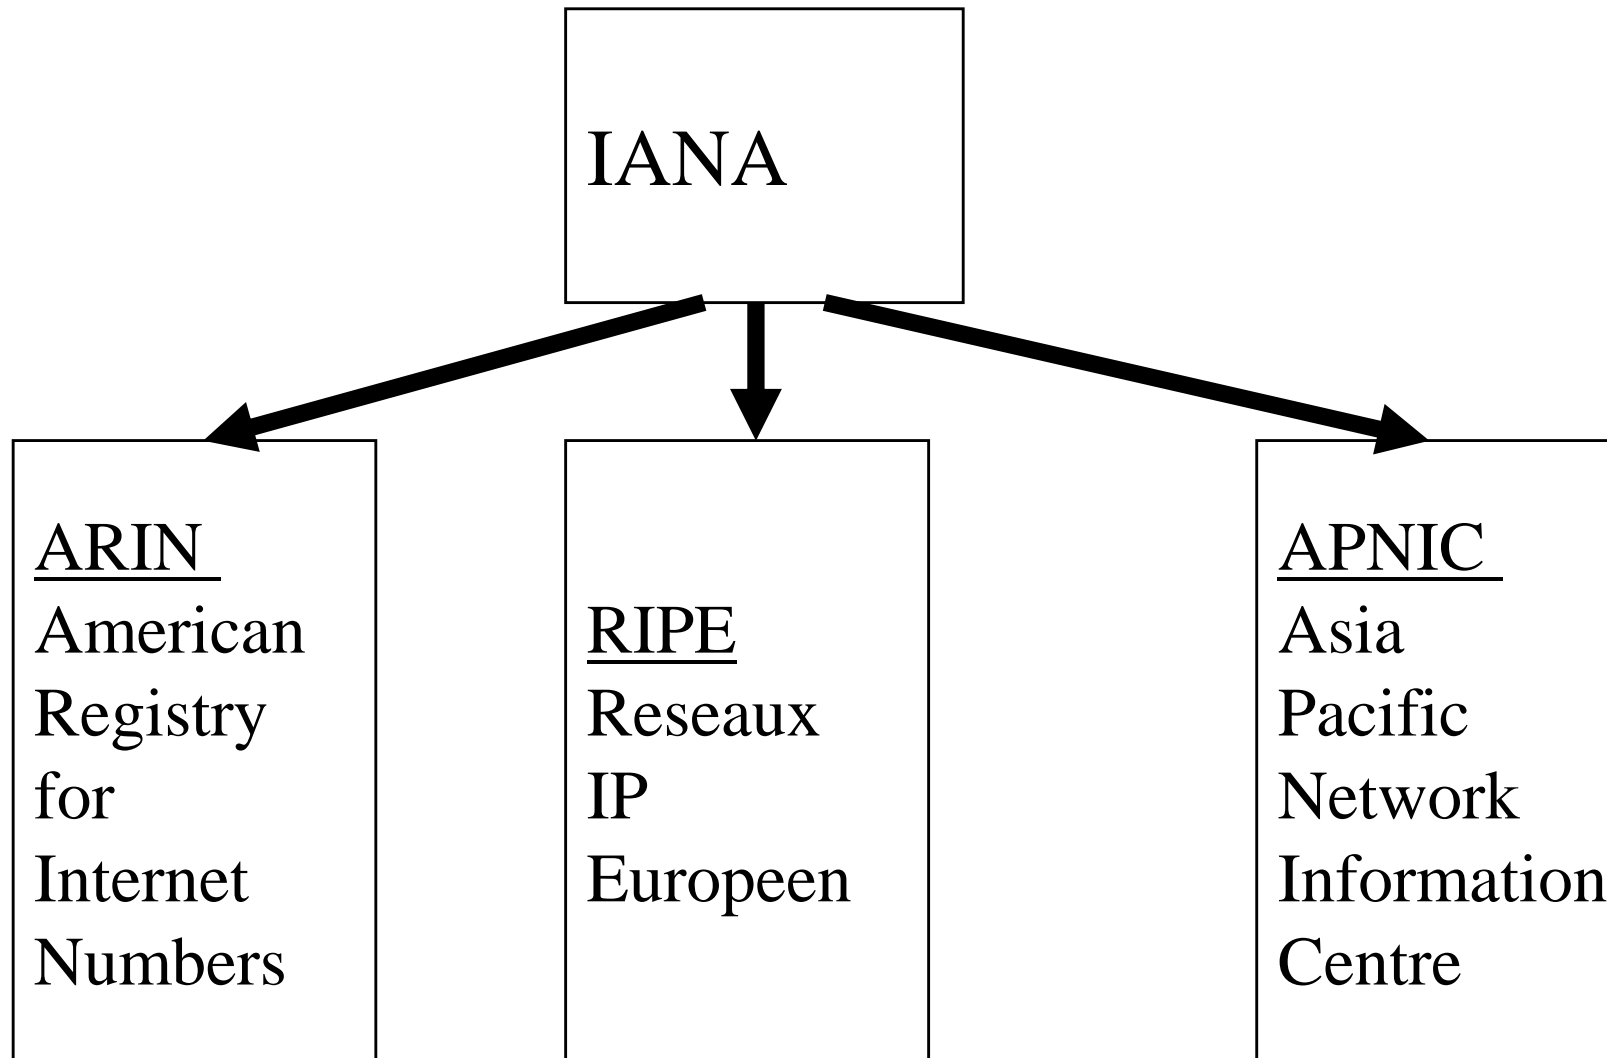 IANA
ARIN
American
Registry
for
Internet
Numbers
RIPE
Reseaux
IP
Europeen
APNIC
Asia
Pacific
Network
Information
Centre